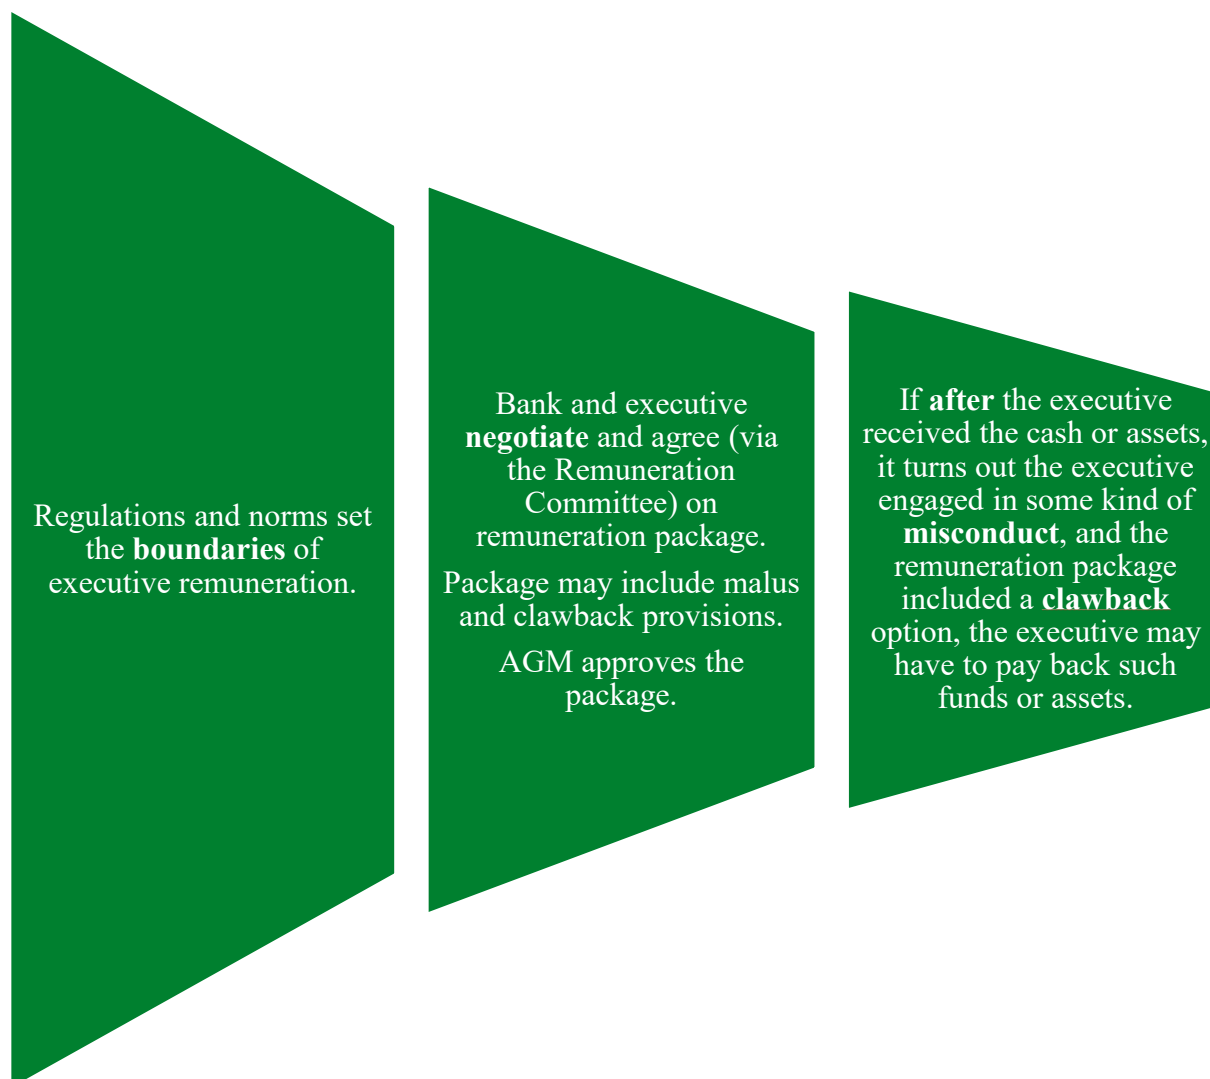 Regulations and norms set
the boundaries of
executive remuneration.
Bank and executive
negotiate and agree (via
the Remuneration
Committee) on
remuneration package.
Package may include malus
and clawback provisions.
AGM approves the
package.
If after the executive
received the cash or assets,
it turns out the executive
engaged in some kind of
misconduct, and the
remuneration package
included a clawback
option, the executive may
have to pay back such
funds or assets.